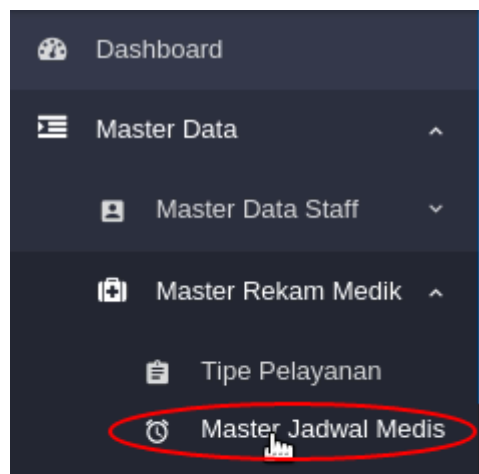 Dashboard
Master Data
Master Data Staff
Master Rekam Medik
Tipe Pelayanan
Master Jadwal Medis